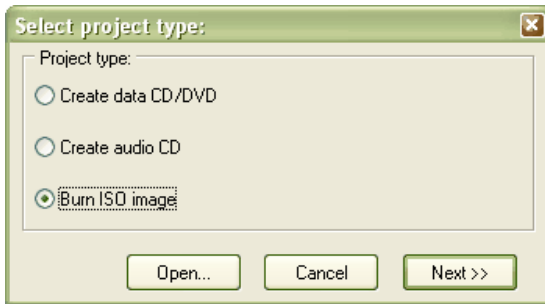 Select project type:
Project type:
Create data CD/DVD
Create audio CD
Burn ISO image
Open... Cancel Next >>